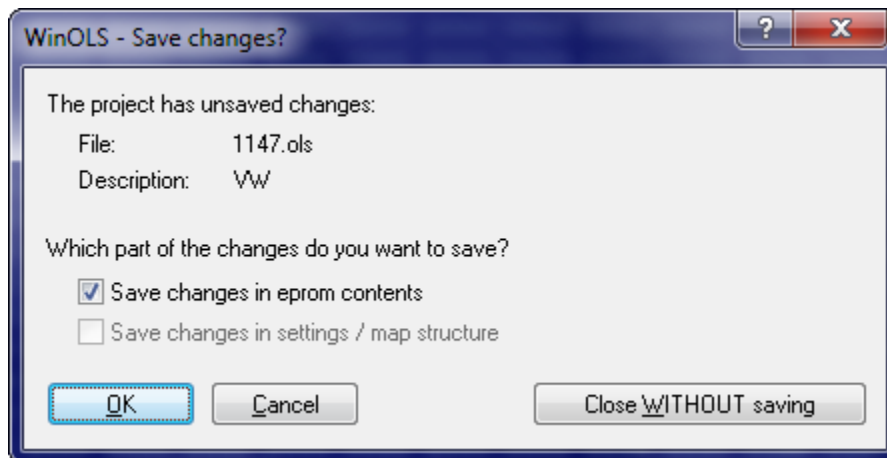 WinOLS - Save changes?
?
The project has unsaved changes:
File: 1147.ols
Description: VW
Which part of the changes do you want to save?
Save changes in eprom contents
Save changes in settings / map structure
OK Cancel Close WITHOUT saving